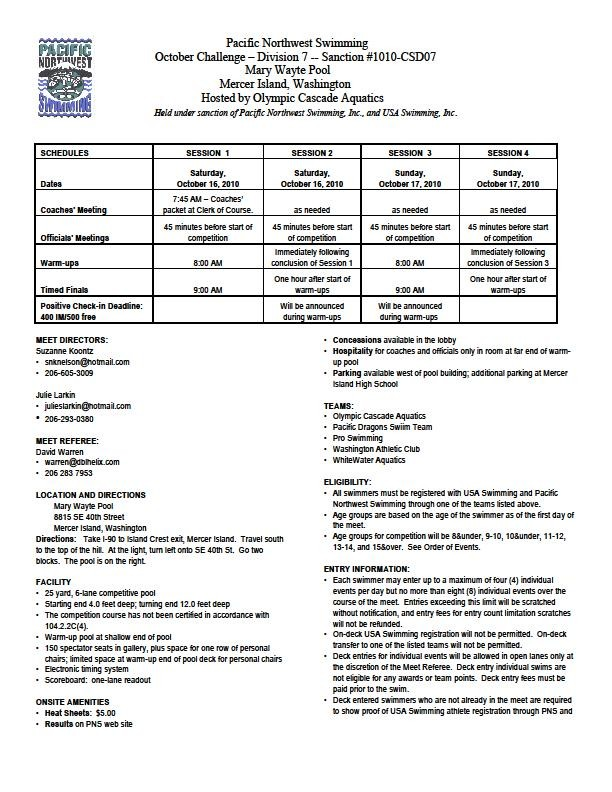 PACIFIC
NORTHWEST
SWIMMING
Pacific Northwest Swimming
October Challenge – Division 7 -- Sanction #1010-CSD07
Mary Wayte Pool
Mercer Island, Washington
Hosted by Olympic Cascade Aquatics
Held under sanction of Pacific Northwest Swimming, Inc., and USA Swimming, Inc.
SCHEDULES SESSION 1 SESSION 2 SESSION 3 SESSION 4
Saturday, Saturday, Sunday, Sunday,
Dates October 16, 2010 October 16, 2010 October 17, 2010 October 17, 2010
7:45 AM – Coaches'
Coaches' Meeting packet at Clerk of Course. as needed as needed as needed
45 minutes before start of 45 minutes before start 45 minutes before start 45 minutes before start
Officials' Meetings competition of competition of competition of competition
Immediately following Immediately following
Warm-ups 8:00 AM conclusion of Session 1 8:00 AM conclusion of Session 3
One hour after start of One hour after start of
Timed Finals 9:00 AM warm-ups 9:00 AM warm-ups
Positive Check-in Deadline: Will be announced Will be announced
400 IM/500 free during warm-ups during warm-ups
MEET DIRECTORS:
Suzanne Koontz
• snknelson@hotmail.com
• 206-605-3009
Julie Larkin
• julieslarkin@hotmail.com
• 206-293-0380
MEET REFEREE:
David Warren
• warren@dblhelix.com
• 206 283 7953
LOCATION AND DIRECTIONS
Mary Wayte Pool
8815 SE 40th Street
Mercer Island, Washington
Directions: Take I-90 to Island Crest exit, Mercer Island. Travel south
to the top of the hill. At the light, turn left onto SE 40th St. Go two
blocks. The pool is on the right.
FACILITY
• 25 yard, 6-lane competitive pool
• Starting end 4.0 feet deep; turning end 12.0 feet deep
• The competition course has not been certified in accordance with
104.2.2C(4).
• Warm-up pool at shallow end of pool
• 150 spectator seats in gallery, plus space for one row of personal
chairs; limited space at warm-up end of pool deck for personal chairs
• Electronic timing system
• Scoreboard: one-lane readout
ONSITE AMENITIES
• Heat Sheets: $5.00
• Results on PNS web site
• Concessions available in the lobby
• Hospitality for coaches and officials only in room at far end of warm-
up pool
• Parking available west of pool building; additional parking at Mercer
Island High School
TEAMS:
• Olympic Cascade Aquatics
• Pacific Dragons Swiim Team
• Pro Swimming
• Washington Athletic Club
• WhiteWater Aquatics
ELIGIBILITY:
• All swimmers must be registered with USA Swimming and Pacific
Northwest Swimming through one of the teams listed above.
• Age groups are based on the age of the swimmer as of the first day of
the meet.
• Age groups for competition will be 8&under, 9-10, 10&under, 11-12,
13-14, and 15&over. See Order of Events.
ENTRY INFORMATION:
• Each swimmer may enter up to a maximum of four (4) individual
events per day but no more than eight (8) individual events over the
course of the meet. Entries exceeding this limit will be scratched
without notification, and entry fees for entry count limitation scratches
will not be refunded.
• On-deck USA Swimming registration will not be permitted. On-deck
transfer to one of the listed teams will not be permitted.
• Deck entries for individual events will be allowed in open lanes only at
the discretion of the Meet Referee. Deck entry individual swims are
not eligible for any awards or team points. Deck entry fees must be
paid prior to the swim.
• Deck entered swimmers who are not already in the meet are required
to show proof of USA Swimming athlete registration through PNS and